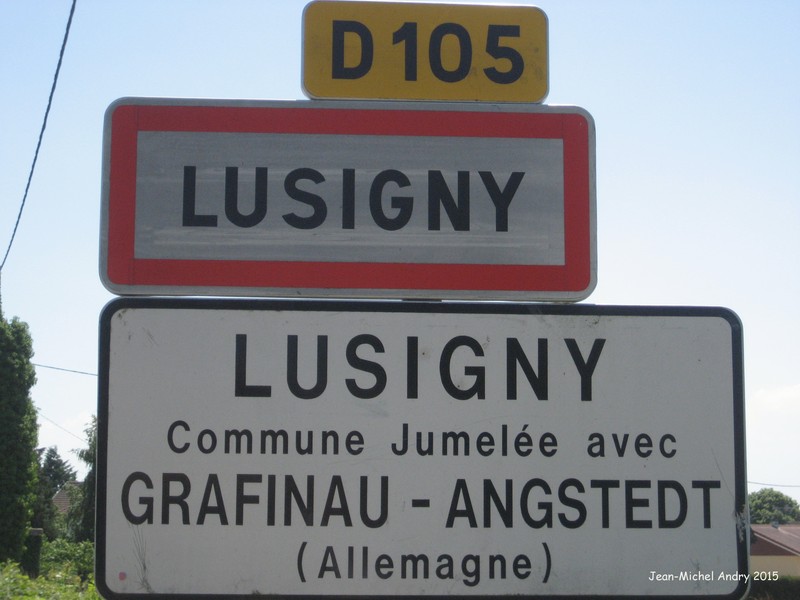 D105
LUSIGNY
LUSIGNY
Commune Jumelée avec
GRAFINAU - ANGSTEDT
(Allemagne)
Jean-Michel Andry 2015